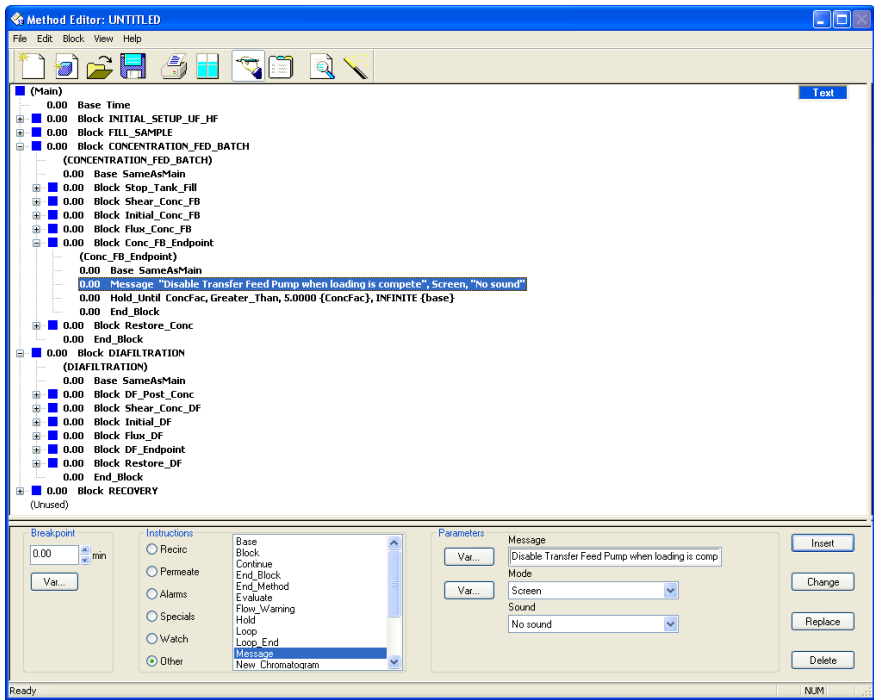 Method Editor: UNTITLED
File Edit Block View Help
Text
(Main)
0.00 Base Time
0.00 Block INITIAL_SETUP_UF_HF
0.00 Block FILL_SAMPLE
0.00 Block CONCENTRATION_FED_BATCH
(CONCENTRATION_FED_BATCH)
0.00 Base SameAsMain
0.00 Block Stop_Tank_Fill
0.00 Block Shear_Conc_FB
0.00 Block Initial_Conc_FB
0.00 Block Flux_Conc_FB
0.00 Block Conc_FB_Endpoint
(Conc_FB_Endpoint)
0.00 Base SameAsMain
0.00 Message "Disable Transfer Feed Pump when loading is compete", Screen, "No sound"
0.00 Hold_Until ConcFac, Greater_Than, 5.0000 {ConcFac}, INFINITE {base}
0.00 End_Block
0.00 Block Restore_Conc
0.00 End_Block
0.00 Block DIAFILTRATION
(DIAFILTRATION)
0.00 Base SameAsMain
0.00 Block DF_Post_Conc
0.00 Block Shear_Conc_DF
0.00 Block Initial_DF
0.00 Block Flux_DF
0.00 Block DF_Endpoint
0.00 Block Restore_DF
0.00 End_Block
0.00 Block RECOVERY
(Unused)
Breakpoint
0.00 min
Var...
Instructions
Recirc
Permeate
Alarms
Specials
Watch
Other
Base
Block
Continue
End_Block
End_Method
Evaluate
Flow_Warning
Hold
Loop
Loop_End
Message
New_Chromatogram
Parameters
Message
Var... Disable Transfer Feed Pump when loading is comp
Mode
Var... Screen
Sound
No sound
Insert
Change
Replace
Delete
Ready NUM